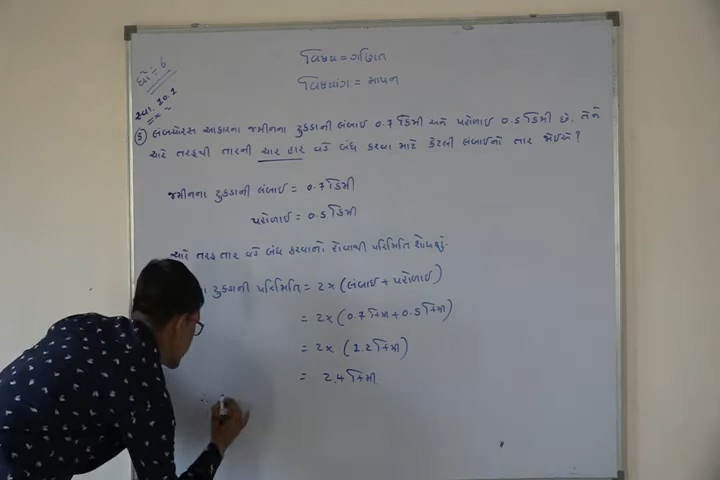 વિષય = ગણિત
વિષયાંગ = માપન
ધો:- 6
સ્વા. 10.1
5) લંબચોરસ આકારના જમીનના ટુકડાની લંબાઈ 0.7 કિમી અને પહોળાઈ 0.5 કિમી છે. તેને
ચારે તરફથી તારની ચાર હાર વડે બંધ કરવા માટે કેટલી લંબાઈનો તાર જોઈએ?
જમીનના ટુકડાની લંબાઈ = 0.7 કિમી
પહોળાઈ = 0.5 કિમી
ચારે તરફ તાર વડે બંધ કરવાનો હોવાથી પરિમિતિ શોધીશું.
ટુકડાની પરિમિતિ = 2 x (લંબાઈ + પહોળાઈ)
= 2 x (0.7 કિમી + 0.5 કિમી)
= 2 x (1.2 કિમી)
= 2.4 કિમી